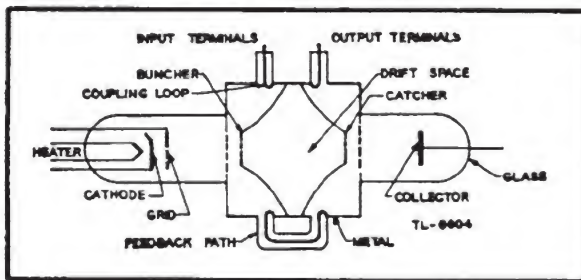 INPUT TERMINALS
OUTPUT TERMINALS
BUNCHER
DRIFT SPACE
COUPLING LOOP
CATCHER
HEATER
GLASS
CATHODE
COLLECTOR
GRID
TL-8604
FEEDBACK PATH
METAL